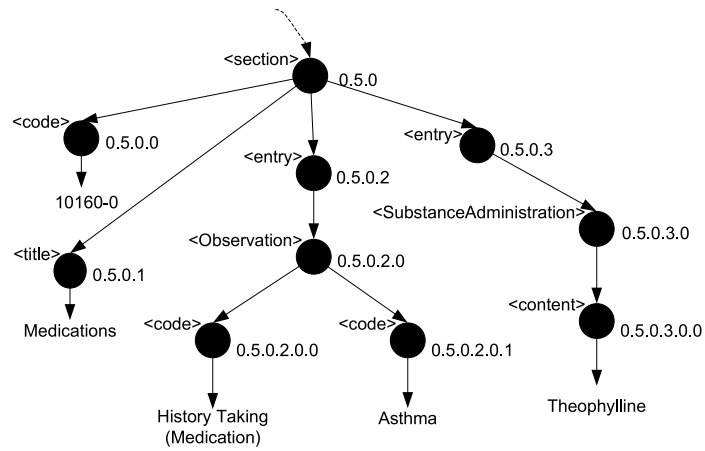 <section>
0.5.0
<code>
0.5.0.0
<entry>
0.5.0.3
10160-0
<entry>
0.5.0.2
<SubstanceAdministration>
0.5.0.3.0
<title>
0.5.0.1
<Observation>
0.5.0.2.0
Medications
<code>
0.5.0.2.0.0
<code>
0.5.0.2.0.1
<content>
0.5.0.3.0.0
History Taking
(Medication)
Asthma
Theophylline